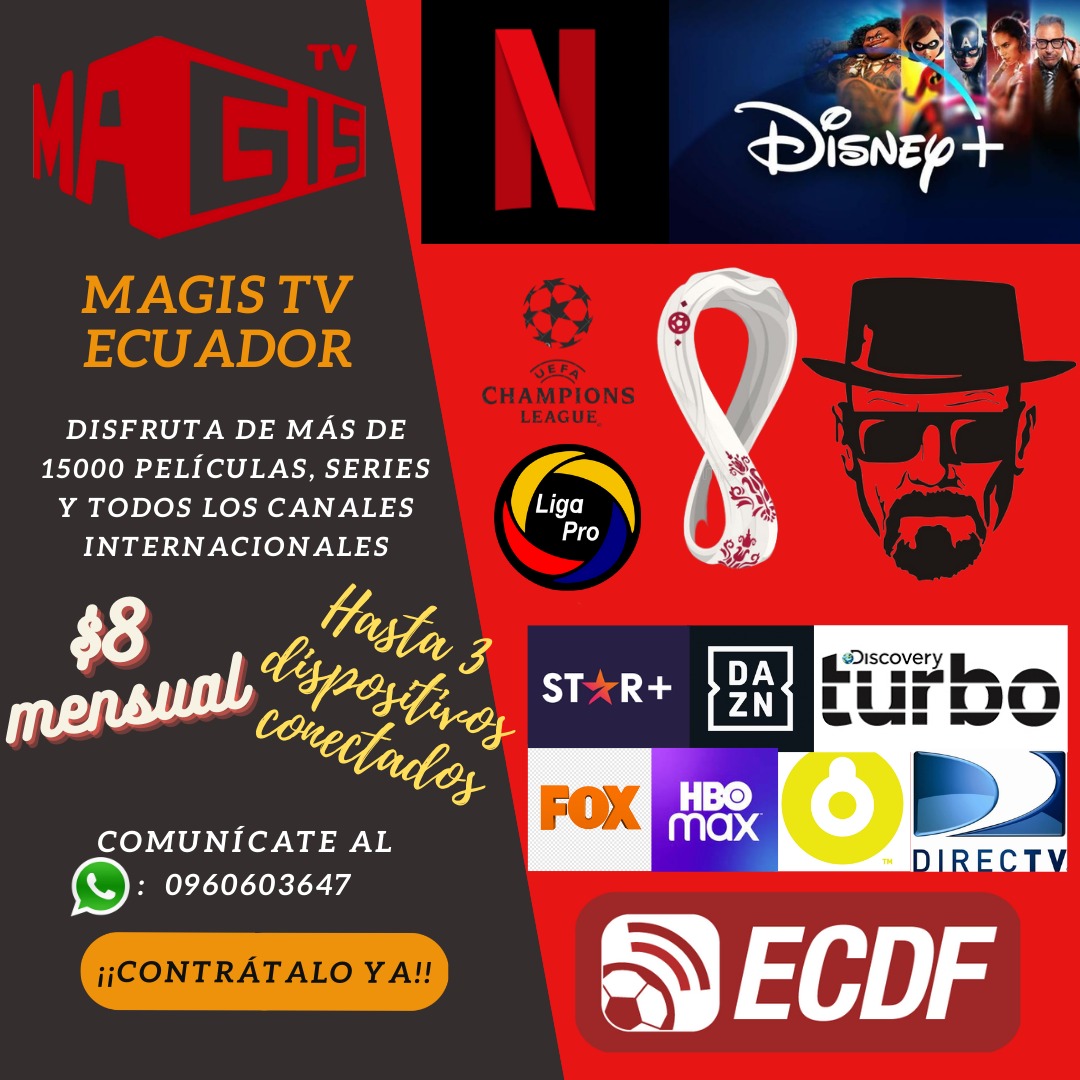 MAGIS TV
MAGIS TV
ECUADOR
DISFRUTA DE MÁS DE
15000 PELÍCULAS, SERIES
Y TODOS LOS CANALES
INTERNACIONALES
$8
mensual
Hasta 3
dispositivos
conectados
COMUNÍCATE AL
: 0960603647
¡¡CONTRÁTALO YA!!
N
DISNEY+
A
UEFA
CHAMPIONS
LEAGUE
Liga
Pro
STAR+
DA
ZN
Discovery
turbo
FOX
HBO
max
TM
DIRECTV
ECDF